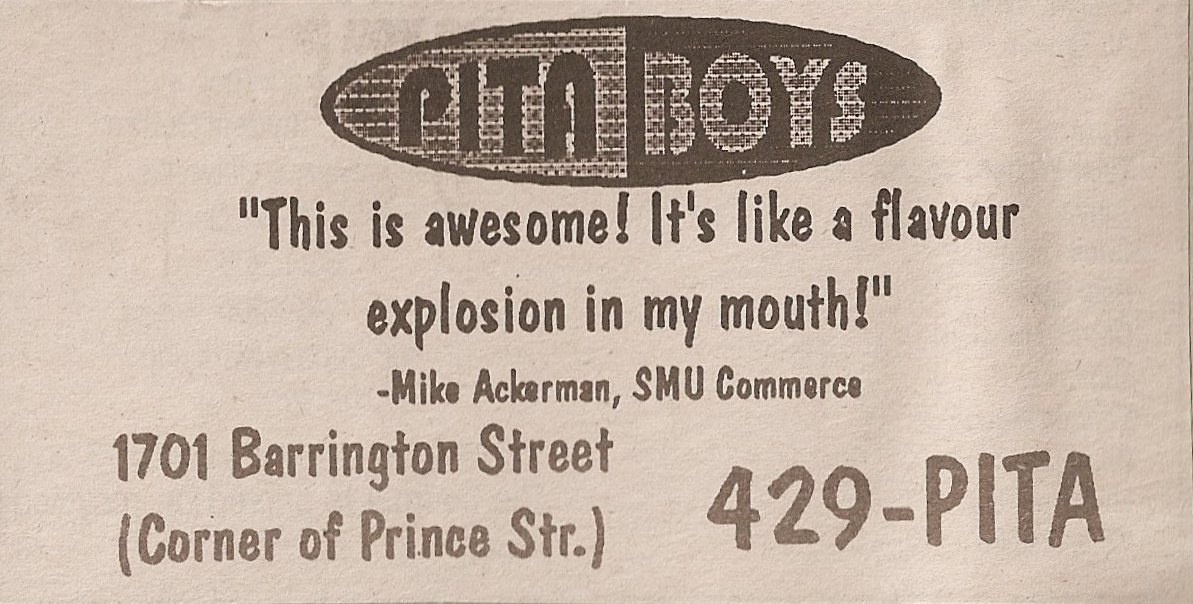 PITA BOYS
"This is awesome! It's like a flavour
explosion in my mouth!"
-Mike Ackerman, SMU Commerce
1701 Barrington Street
(Corner of Prince Str.)
429-PITA